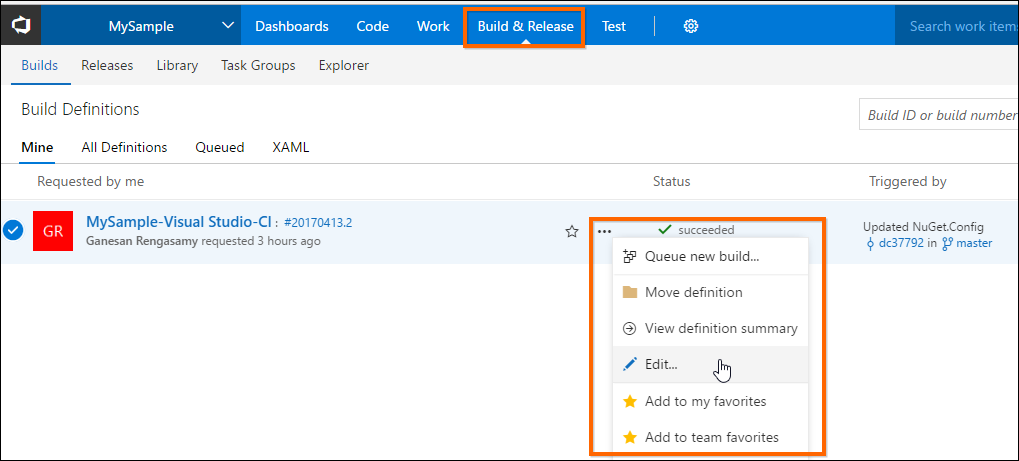 MySample Dashboards Code Work Build & Release Test Search work items
Builds Releases Library Task Groups Explorer
Build Definitions
Build ID or build number
Mine All Definitions Queued XAML
Requested by me Status Triggered by
GR
MySample-Visual Studio-CI : #20170413.2
Ganesan Rengasamy requested 3 hours ago
... succeeded
Updated NuGet.Config
dc37792 in master
Queue new build...
Move definition
View definition summary
Edit...
Add to my favorites
Add to team favorites